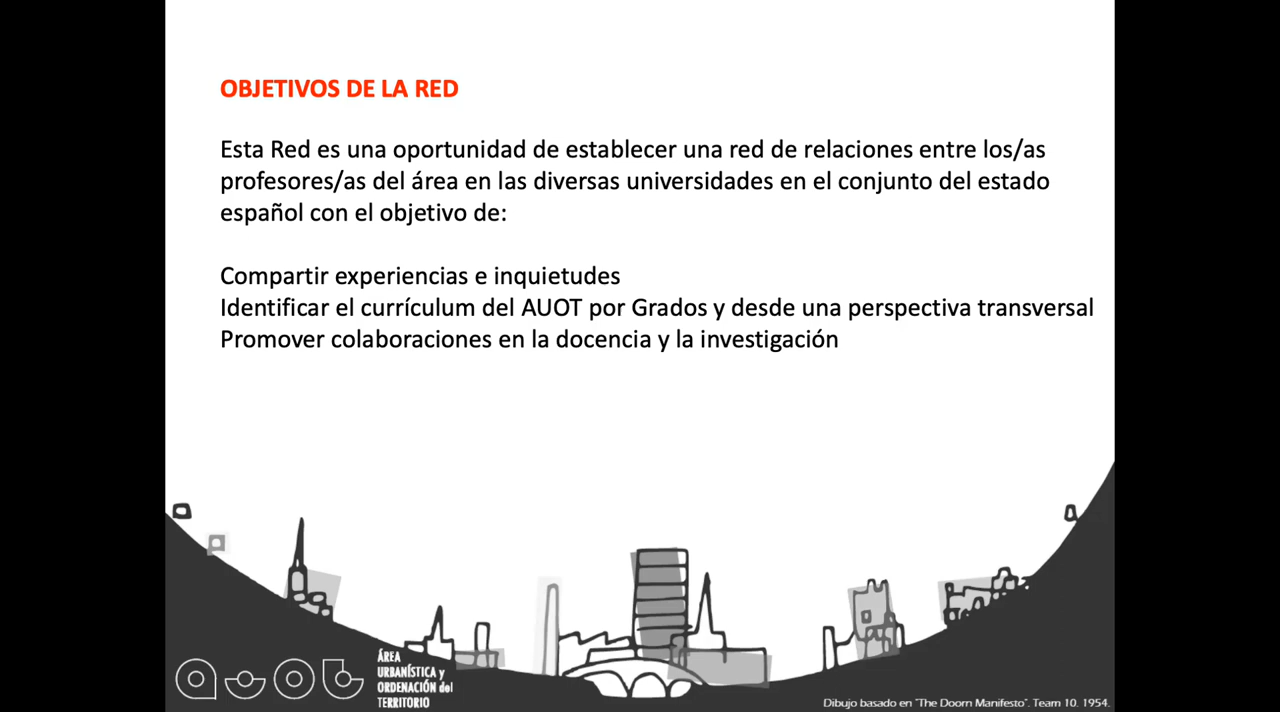 OBJETIVOS DE LA RED
Esta Red es una oportunidad de establecer una red de relaciones entre los/as
profesores/as del área en las diversas universidades en el conjunto del estado
español con el objetivo de:
Compartir experiencias e inquietudes
Identificar el currículum del AUOT por Grados y desde una perspectiva transversal
Promover colaboraciones en la docencia y la investigación
auot
ÁREA
URBANÍSTICA y
ORDENACIÓN del
TERRITORIO
Dibujo basado en "The Doorn Manifesto". Team 10. 1954.